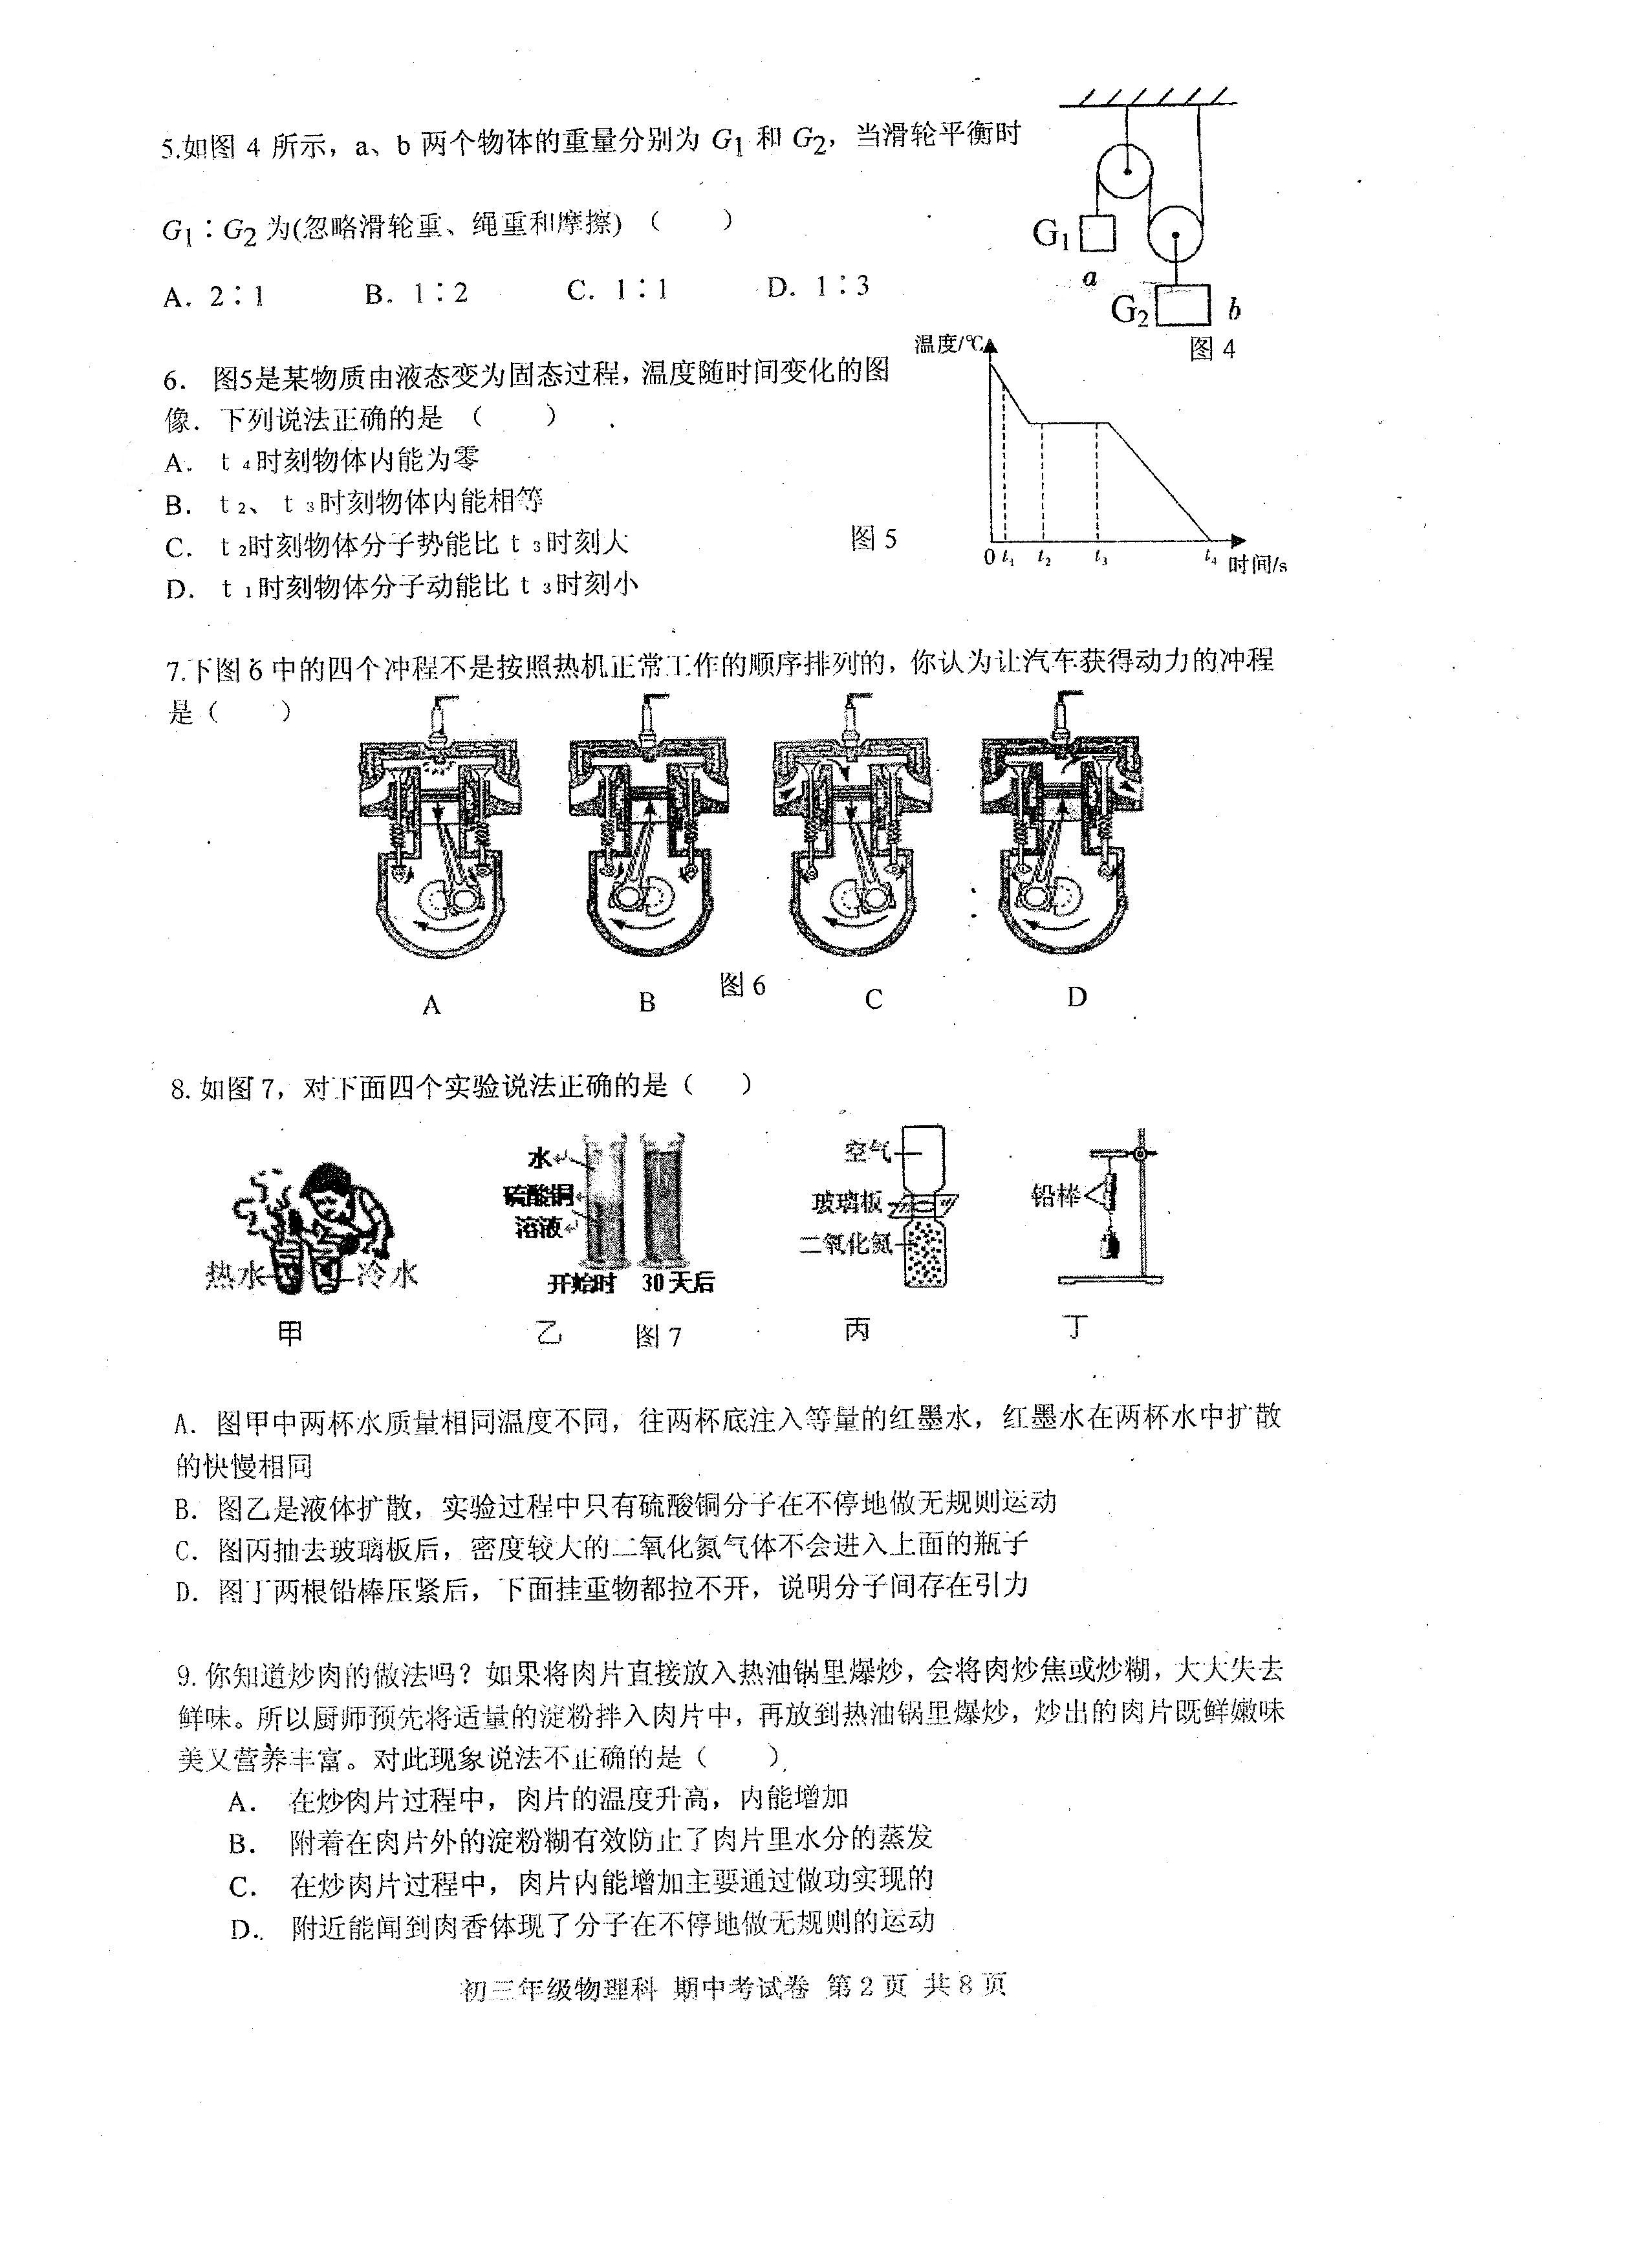 5.如图 4 所示，a、b 两个物体的重量分别为 G1 和 G2，当滑轮平衡时
G1∶G2 为(忽略滑轮重、绳重和摩擦) （　　）
A．2∶1　B．1∶2　C．1∶1　D．1∶3
G1
a
G2
b
图 4
6． 图5是某物质由液态变为固态过程，温度随时间变化的图
像．下列说法正确的是 （　　）
A． t 4时刻物体内能为零
B． t 2、 t 3时刻物体内能相等
C． t 2时刻物体分子势能比 t 3时刻大
D． t 1时刻物体分子动能比 t 3时刻小
图 5
温度/℃
0 t1 t2 t3 t4 时间/s
7.下图 6 中的四个冲程不是按照热机正常工作的顺序排列的，你认为让汽车获得动力的冲程
是（　　）
A B C D
图 6
8. 如图 7，对下面四个实验说法正确的是（　　）
热水 冷水
甲
水
硫酸铜
溶液
开始时 30 天后
乙
图 7
空气
玻璃板
二氧化氮
丙
铅棒
丁
A．图甲中两杯水质量相同温度不同，往两杯底注入等量的红墨水，红墨水在两杯水中扩散
的快慢相同
B．图乙是液体扩散，实验过程中只有硫酸铜分子在不停地做无规则运动
C．图丙抽去玻璃板后，密度较大的二氧化氮气体不会进入上面的瓶子
D．图丁两根铅棒压紧后，下面挂重物都拉不开，说明分子间存在引力
9. 你知道炒肉的做法吗？如果将肉片直接放入热油锅里爆炒，会将肉炒焦或炒糊，大大失去
鲜味。所以厨师预先将适量的淀粉拌入肉片中，再放到热油锅里爆炒，炒出的肉片既鲜嫩味
美又营养丰富。对此现象说法不正确的是（　　）
A． 在炒肉片过程中，肉片的温度升高，内能增加
B． 附着在肉片外的淀粉糊有效防止了肉片里水分的蒸发
C． 在炒肉片过程中，肉片内能增加主要通过做功实现的
D． 附近能闻到肉香体现了分子在不停地做无规则的运动
初三年级物理科 期中考试卷 第 2 页 共 8 页